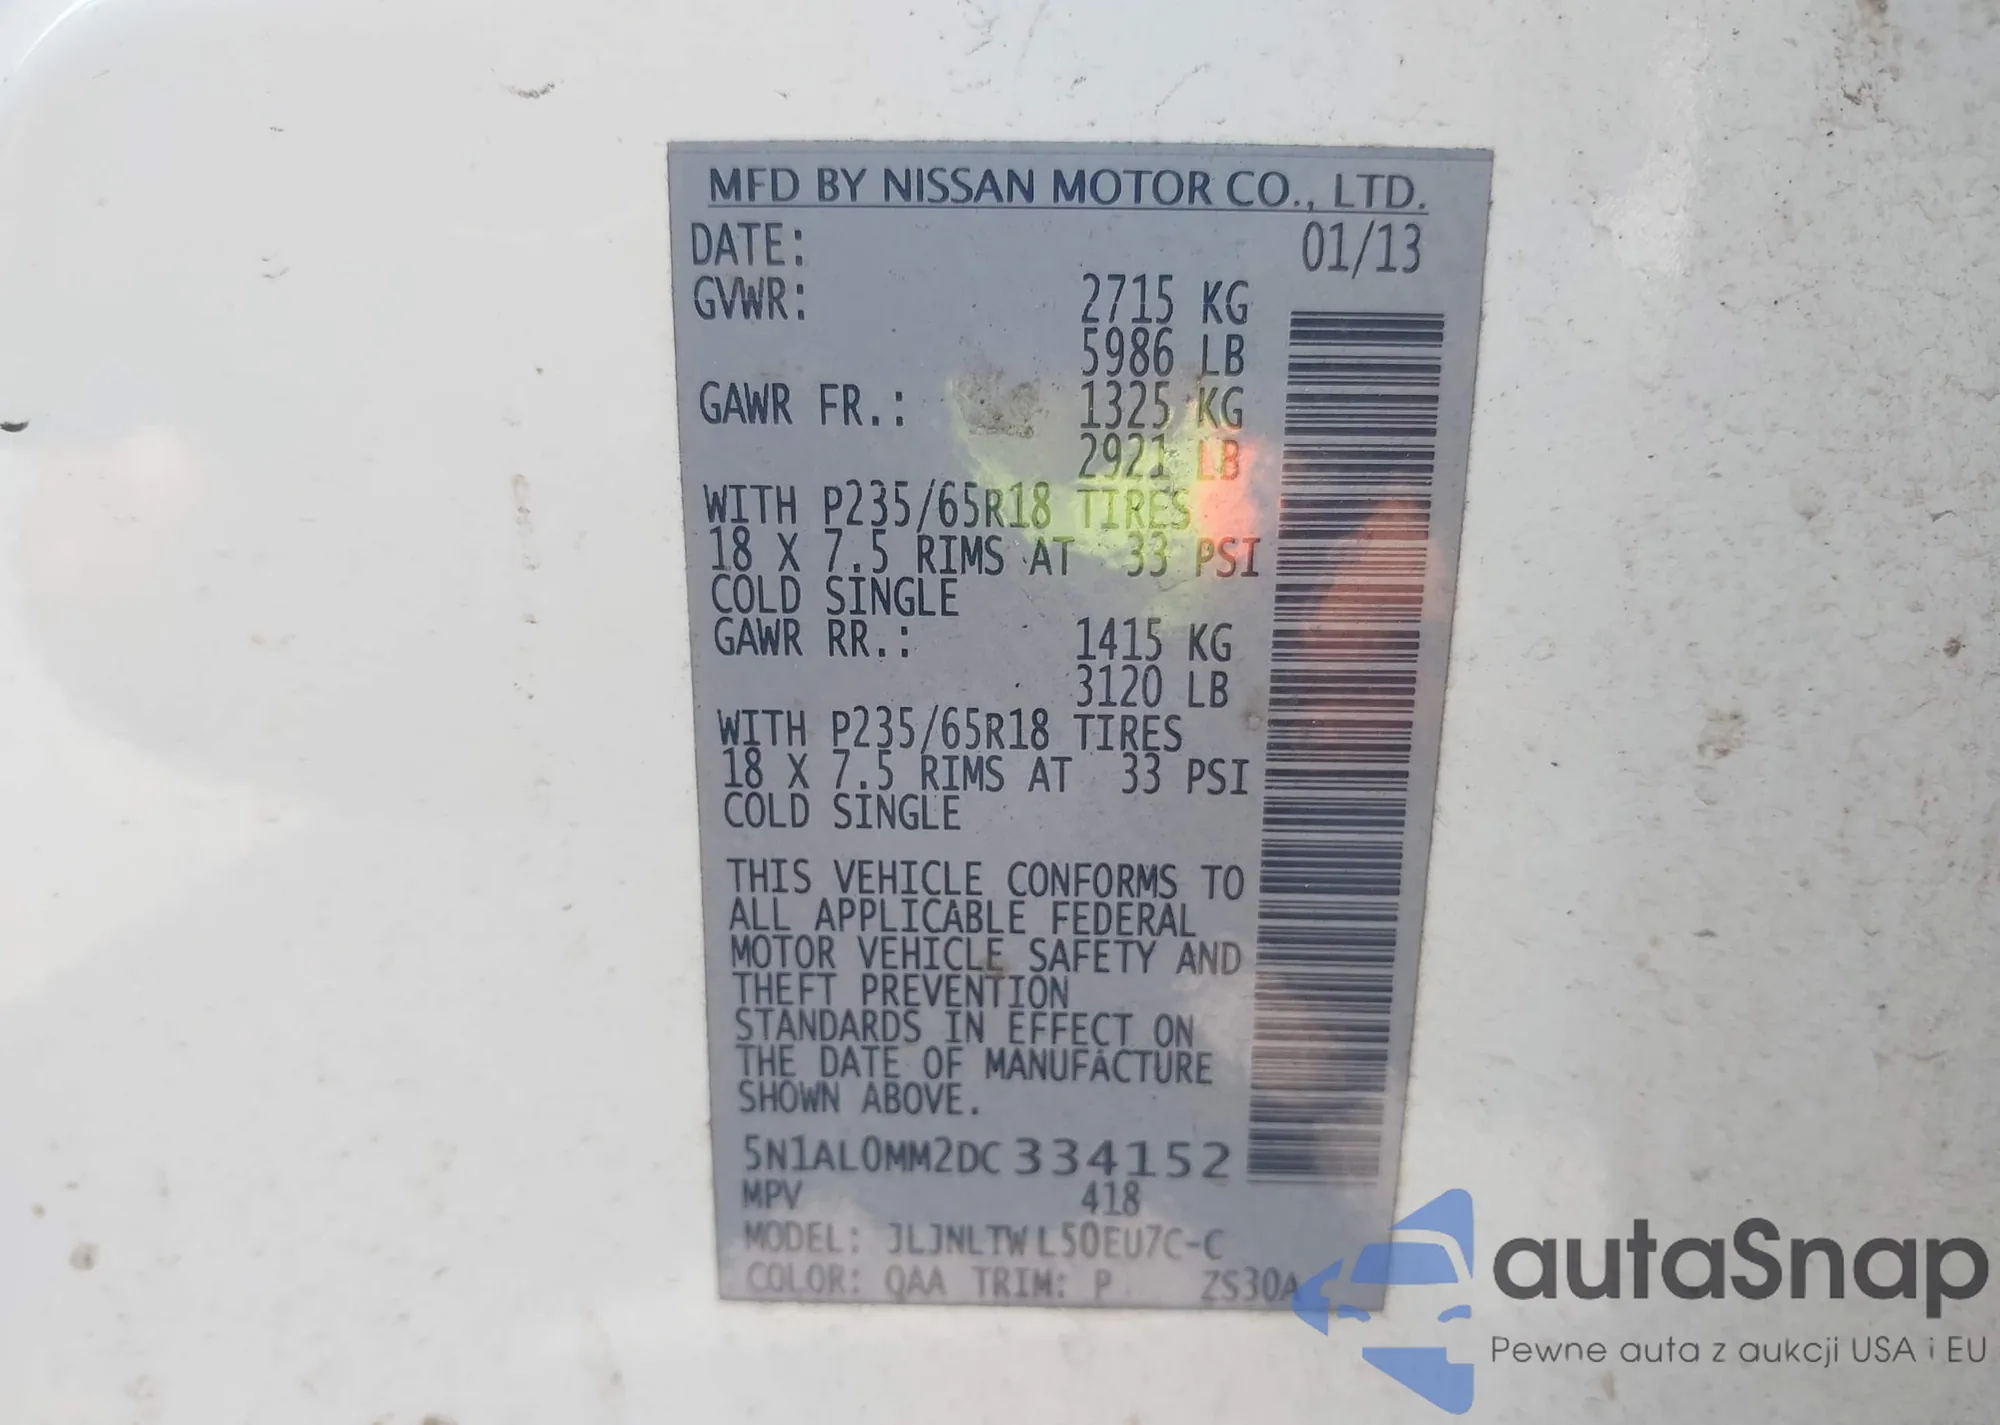 MFD BY NISSAN MOTOR CO., LTD.
DATE: 01/13
GVWR: 2715 KG
5986 LB
GAWR FR.: 1325 KG
2921 LB
WITH P235/65R18 TIRES
18 X 7.5 RIMS AT 33 PSI
COLD SINGLE
GAWR RR.: 1415 KG
3120 LB
WITH P235/65R18 TIRES
18 X 7.5 RIMS AT 33 PSI
COLD SINGLE
THIS VEHICLE CONFORMS TO
ALL APPLICABLE FEDERAL
MOTOR VEHICLE SAFETY AND
THEFT PREVENTION
STANDARDS IN EFFECT ON
THE DATE OF MANUFACTURE
SHOWN ABOVE.
5N1AL0MM2DC334152
MPV 418
MODEL: JLJNLTWL50EU7C-C
COLOR: QAA TRIM: P ZS30A
autoSnap
Pewne auta z aukcji USA i EU